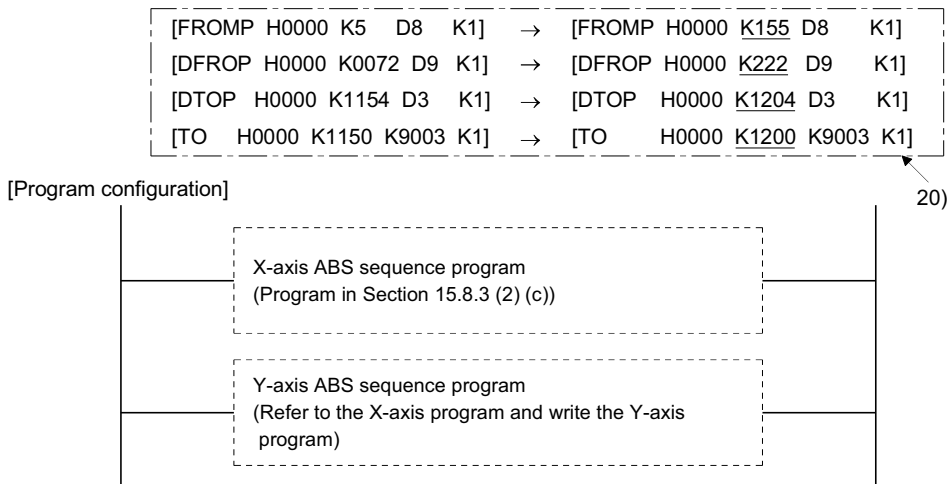 [FROMP H0000 K5 D8 K1] → [FROMP H0000 K155 D8 K1]
[DFROP H0000 K0072 D9 K1] → [DFROP H0000 K222 D9 K1]
[DTOP H0000 K1154 D3 K1] → [DTOP H0000 K1204 D3 K1]
[TO H0000 K1150 K9003 K1] → [TO H0000 K1200 K9003 K1]
20)
[Program configuration]
X-axis ABS sequence program
(Program in Section 15.8.3 (2) (c))
Y-axis ABS sequence program
(Refer to the X-axis program and write the Y-axis
program)